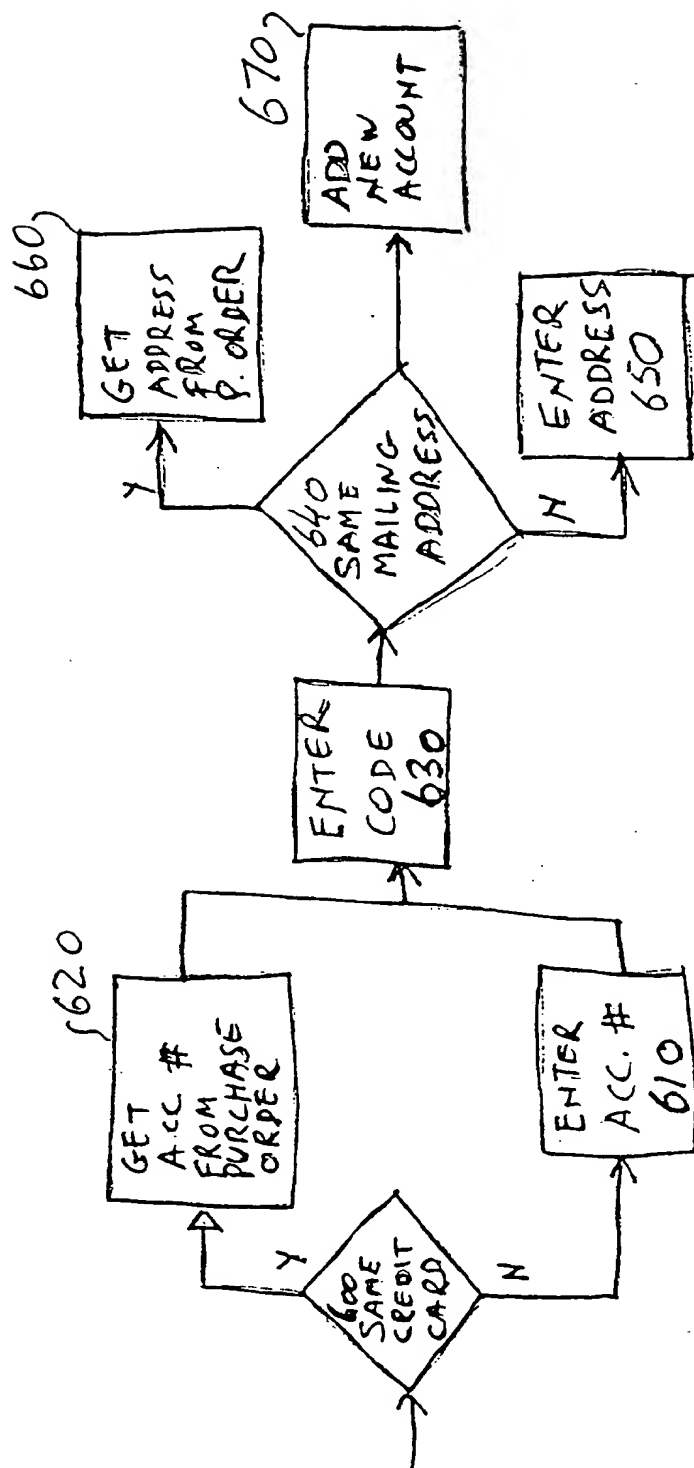 600
SAME
CREDIT
CARD
Y
N
620
GET
ACC. #
FROM
PURCHASE
ORDER
ENTER
ACC. #
610
ENTER
CODE
630
640
SAME
MAILING
ADDRESS
Y
N
660
GET
ADDRESS
FROM
P. ORDER
ENTER
ADDRESS
650
670
ADD
NEW
ACCOUNT